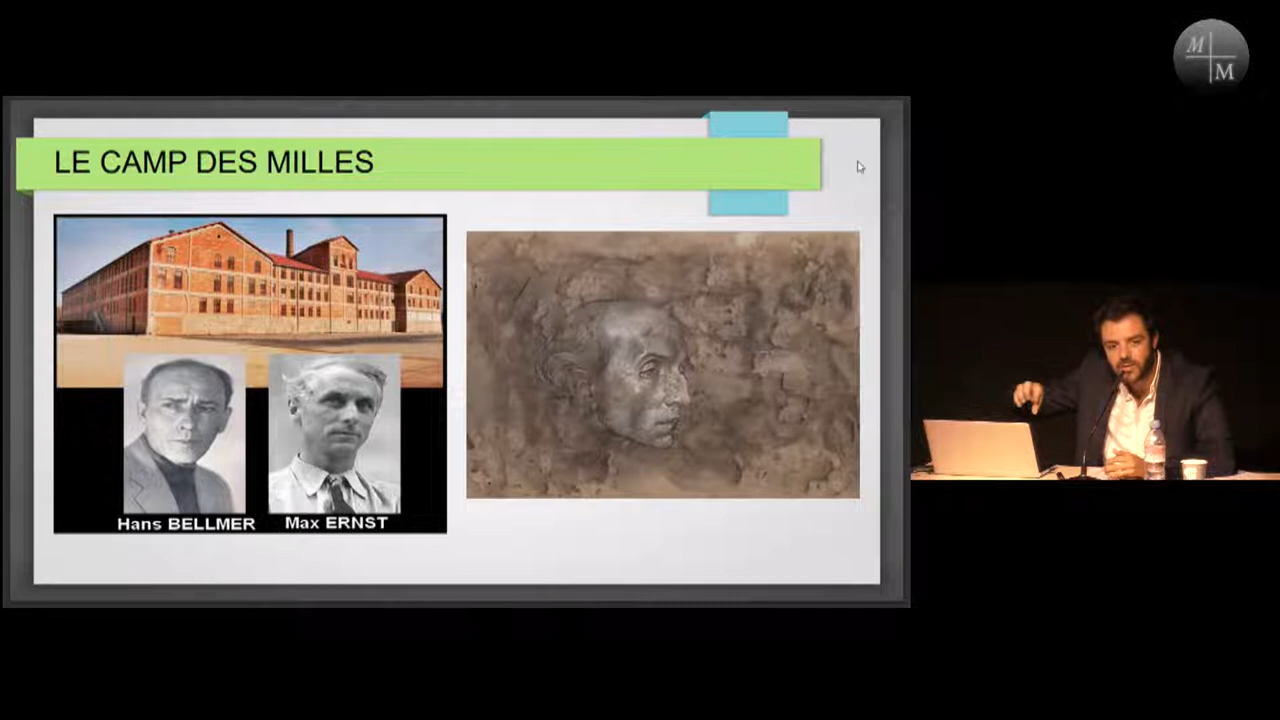 M
M
LE CAMP DES MILLES
Hans BELLMER
Max ERNST